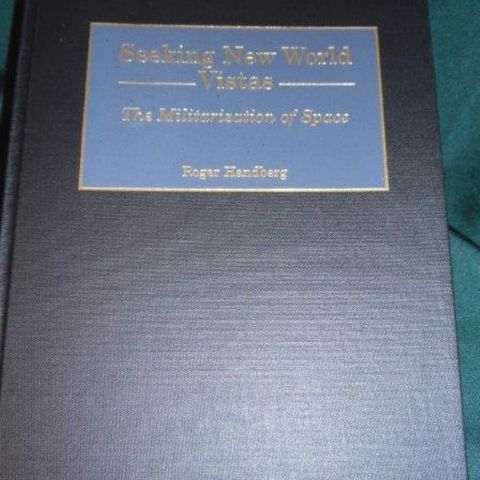 Seeking New World
Vistas
The Militarization of Space
Roger Handberg